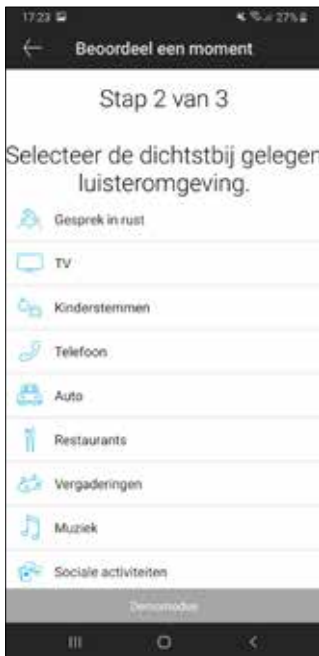 17:23 27%
Beoordeel een moment
Stap 2 van 3
Selecteer de dichtstbij gelegen
luisteromgeving.
Gesprek in rust
TV
Kinderstemmen
Telefoon
Auto
Restaurants
Vergaderingen
Muziek
Sociale activiteiten
Demomodus